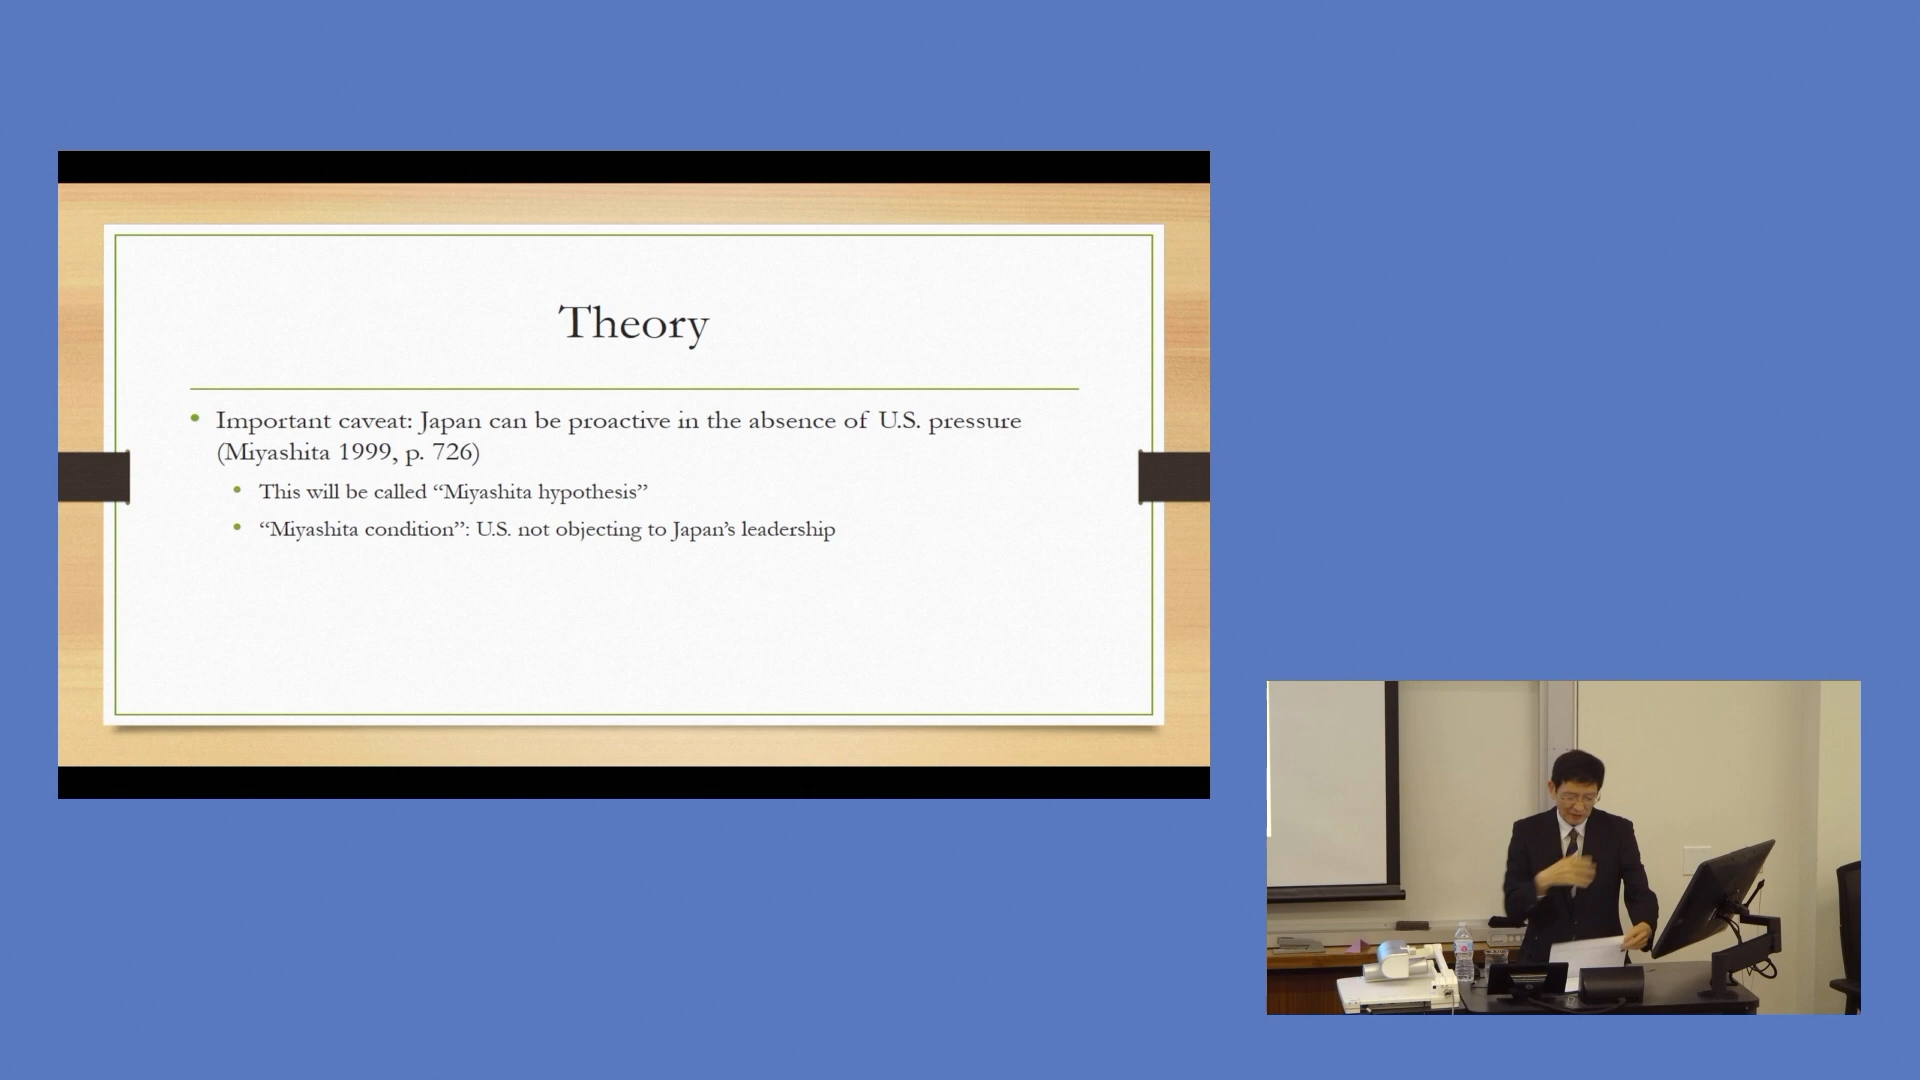 Theory
Important caveat: Japan can be proactive in the absence of U.S. pressure
(Miyashita 1999, p. 726)
This will be called “Miyashita hypothesis”
“Miyashita condition”: U.S. not objecting to Japan’s leadership